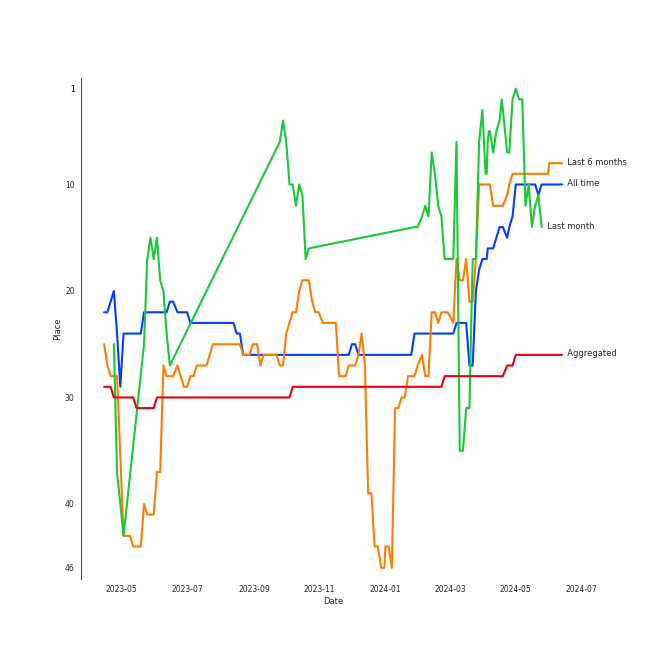 1
Last 6 months
10
All time
Last month
20
Place
Aggregated
30
40
46
2023-05 2023-07 2023-09 2023-11 2024-01 2024-03 2024-05 2024-07
Date